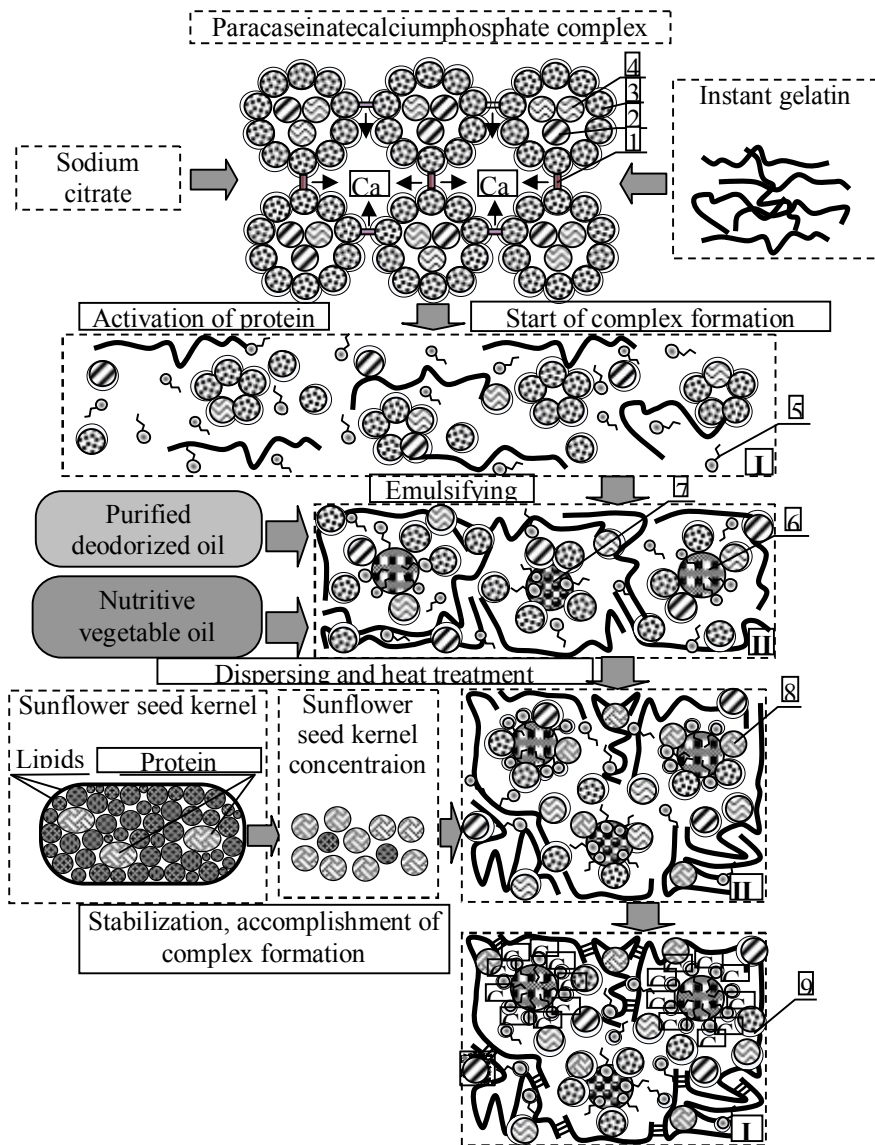 Paracaseinatecalciumphosphate complex
4
3
2
1
Instant gelatin
Sodium
citrate
Ca
Ca
Activation of protein
Start of complex formation
5
I
Emulsifying
7
Purified
deodorized oil
6
Nutritive
vegetable oil
II
Dispersing and heat treatment
8
Sunflower seed kernel
Lipids
Protein
Sunflower
seed kernel
concentraion
II
Stabilization, accomplishment of
complex formation
9
I